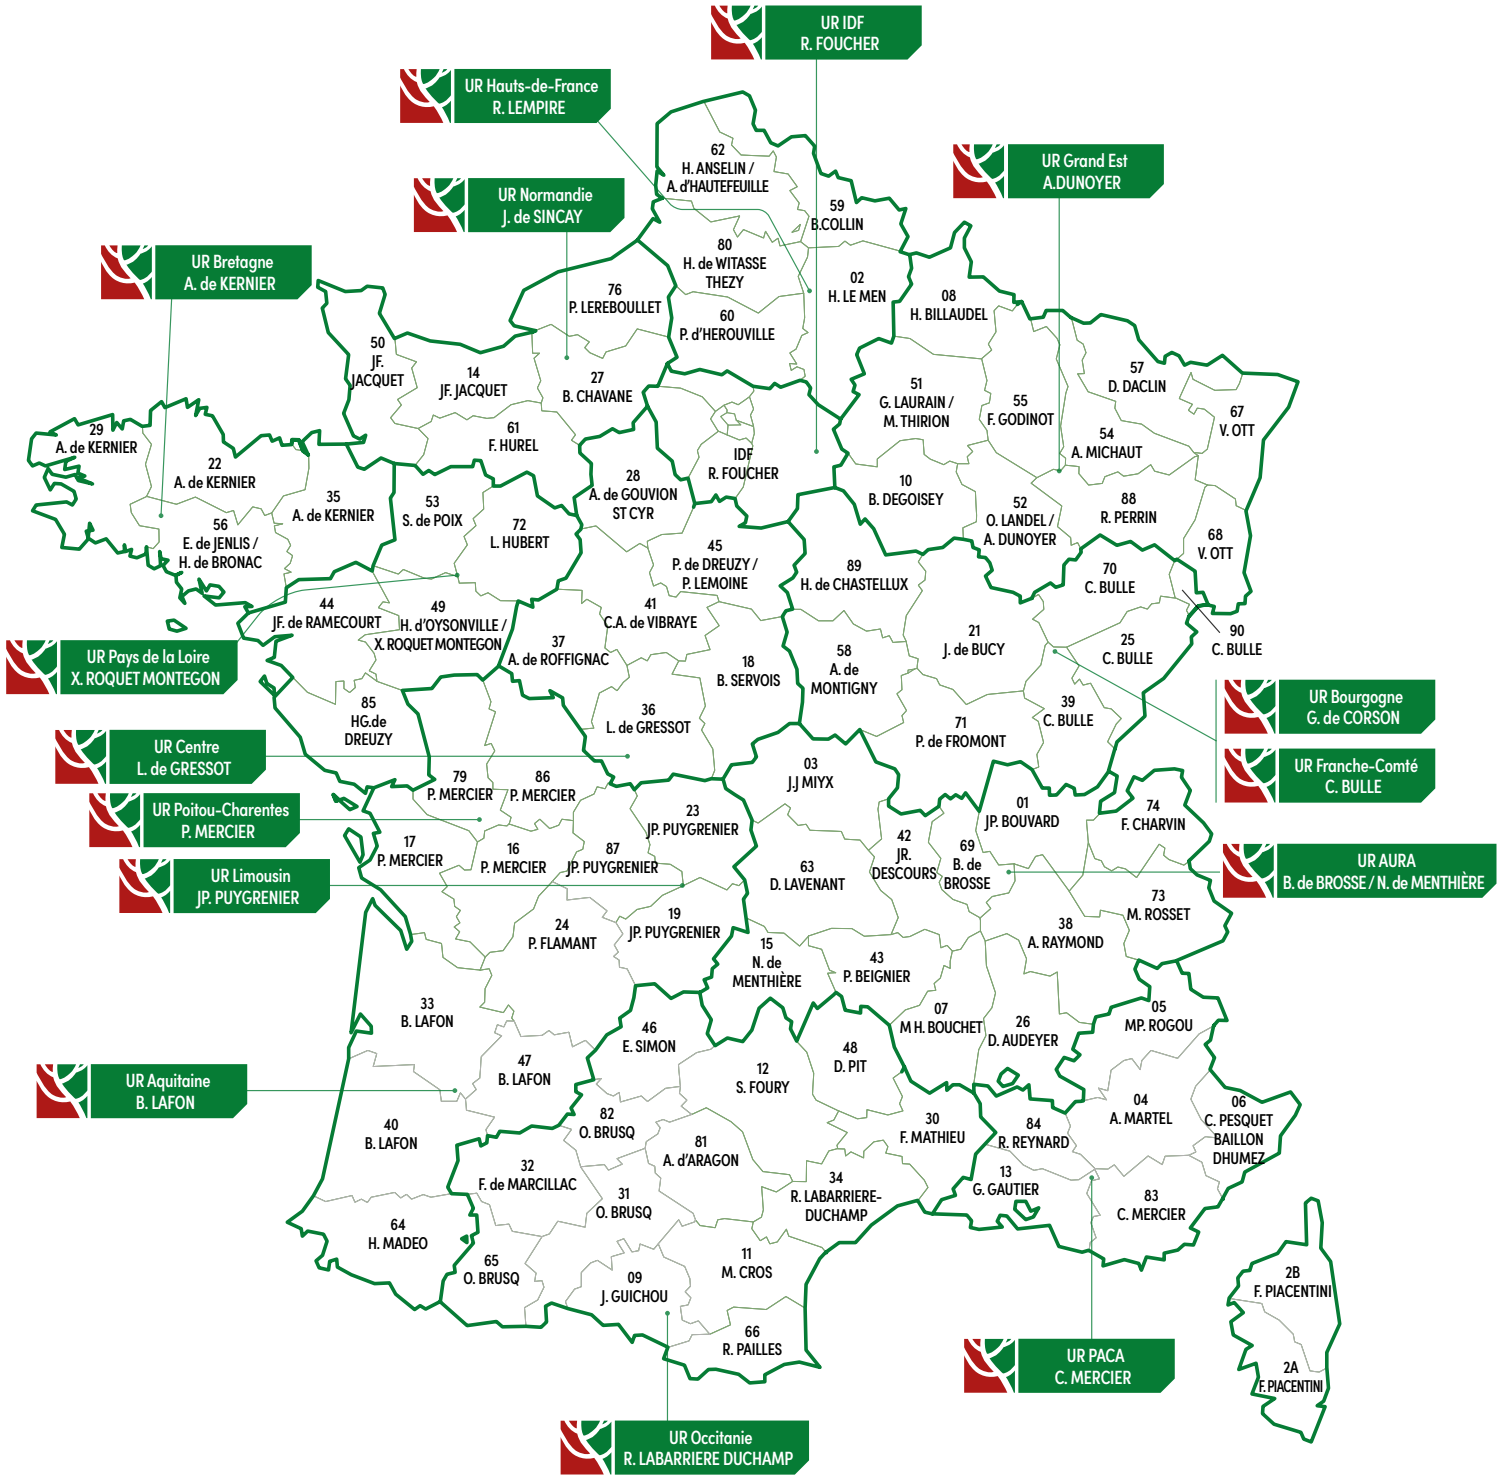 UR IDF
R. FOUCHER
UR Hauts-de-France
R. LEMPIRE
UR Grand Est
A.DUNOYER
UR Normandie
J. de SINCAY
UR Bretagne
A. de KERNIER
62
H. ANSELIN /
A. d'HAUTEFEUILLE
59
B.COLLIN
80
H. de WITASSE
THEZY
02
H. LE MEN
76
P. LEREBOULLET
60
P. d'HEROUVILLE
08
H. BILLAUDEL
50
JF.
JACQUET
14
JF. JACQUET
27
B. CHAVANE
61
F. HUREL
51
G. LAURAIN /
M. THIRION
55
F. GODINOT
57
D. DACLIN
54
A. MICHAUT
67
V. OTT
29
A. de KERNIER
22
A. de KERNIER
35
A. de KERNIER
56
E. de JENLIS /
H. de BRONAC
53
S. de POIX
72
L. HUBERT
28
A. de GOUVION
ST CYR
IDF
R. FOUCHER
10
B. DEGOISEY
52
O. LANDEL /
A. DUNOYER
88
R. PERRIN
68
V. OTT
45
P. de DREUZY /
P. LEMOINE
89
H. de CHASTELLUX
70
C. BULLE
90
C. BULLE
44
JF. de RAMECOURT
49
H. d'OYSONVILLE /
X. ROQUET MONTEGON
37
A. de ROFFIGNAC
41
C.A. de VIBRAYE
18
B. SERVOIS
58
A. de
MONTIGNY
21
J. de BUCY
25
C. BULLE
UR Pays de la Loire
X. ROQUET MONTEGON
85
HG.de
DREUZY
36
L. de GRESSOT
71
P. de FROMONT
39
C. BULLE
UR Bourgogne
G. de CORSON
UR Centre
L. de GRESSOT
UR Franche-Comté
C. BULLE
79
P. MERCIER
86
P. MERCIER
03
J.J MIYX
UR Poitou-Charentes
P. MERCIER
23
JP. PUYGRENIER
01
JP. BOUVARD
74
F. CHARVIN
17
P. MERCIER
16
P. MERCIER
87
JP. PUYGRENIER
63
D. LAVENANT
42
JR.
DESCOURS
69
B. de
BROSSE
UR AURA
B. de BROSSE / N. de MENTHIÈRE
UR Limousin
JP. PUYGRENIER
24
P. FLAMANT
19
JP. PUYGRENIER
15
N. de
MENTHIÈRE
43
P. BEIGNIER
38
A. RAYMOND
73
M. ROSSET
33
B. LAFON
46
E. SIMON
48
D. PIT
07
M H. BOUCHET
26
D. AUDEYER
05
MP. ROGOU
UR Aquitaine
B. LAFON
47
B. LAFON
12
S. FOURY
40
B. LAFON
82
O. BRUSQ
81
A. d'ARAGON
30
F. MATHIEU
84
R. REYNARD
04
A. MARTEL
06
C. PESQUET
BAILLON
DHUMEZ
32
F. de MARCILLAC
31
O. BRUSQ
34
R. LABARRIERE-
DUCHAMP
13
G. GAUTIER
83
C. MERCIER
64
H. MADEO
65
O. BRUSQ
09
J. GUICHOU
11
M. CROS
66
R. PAILLES
2B
F. PIACENTINI
2A
F. PIACENTINI
UR PACA
C. MERCIER
UR Occitanie
R. LABARRIERE DUCHAMP